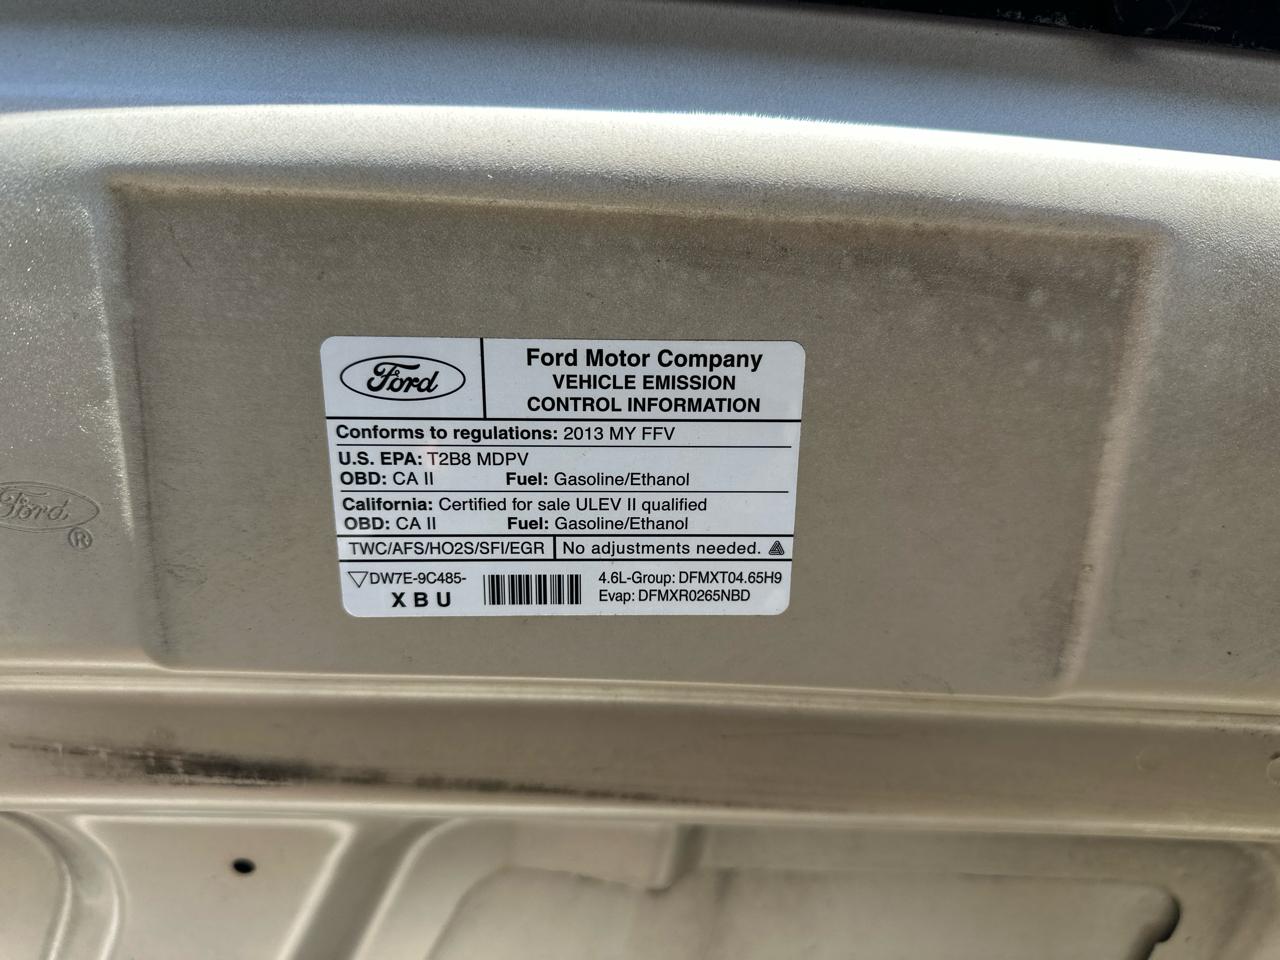 Ford
Ford Motor Company
VEHICLE EMISSION
CONTROL INFORMATION
Conforms to regulations: 2013 MY FFV
U.S. EPA: T2B8 MDPV
OBD: CA II Fuel: Gasoline/Ethanol
California: Certified for sale ULEV II qualified
OBD: CA II Fuel: Gasoline/Ethanol
TWC/AFS/HO2S/SFI/EGR No adjustments needed.
DW7E-9C485-
XBU
4.6L-Group: DFMXT04.65H9
Evap: DFMXR0265NBD
Ford
®